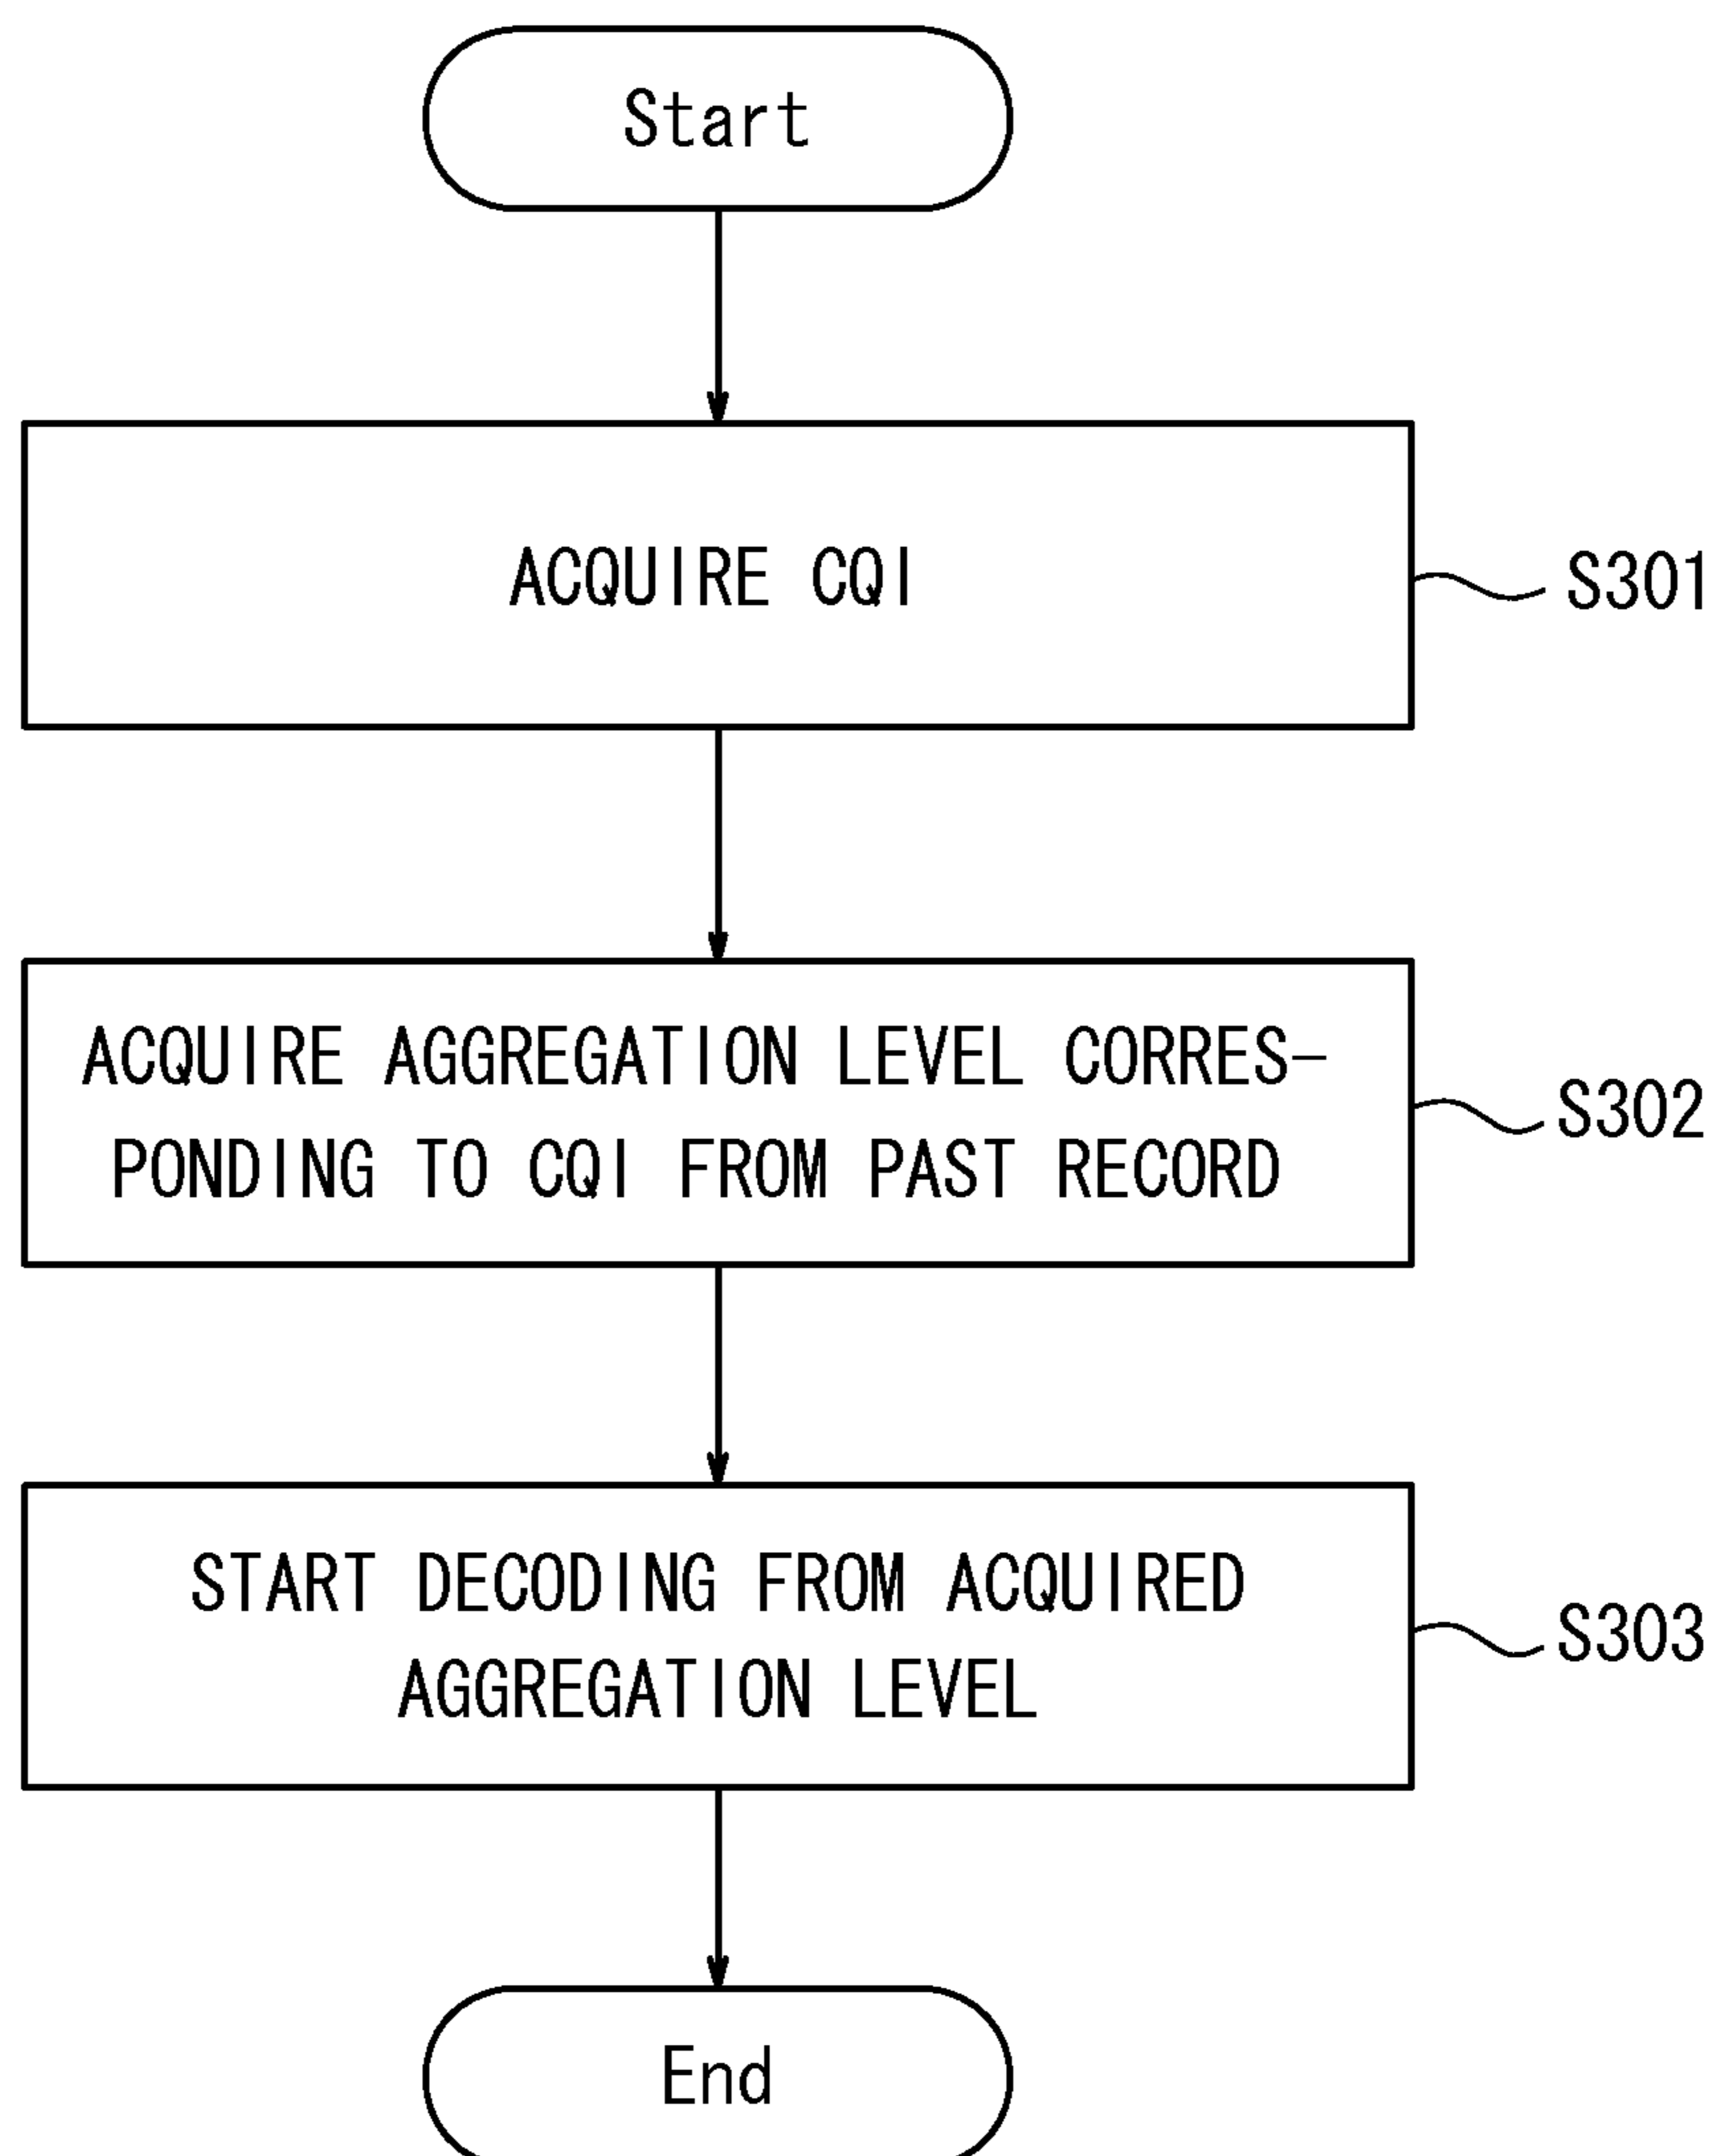 Start
ACQUIRE CQI
S301
ACQUIRE AGGREGATION LEVEL CORRES-
PONDING TO CQI FROM PAST RECORD
S302
START DECODING FROM ACQUIRED
AGGREGATION LEVEL
S303
End